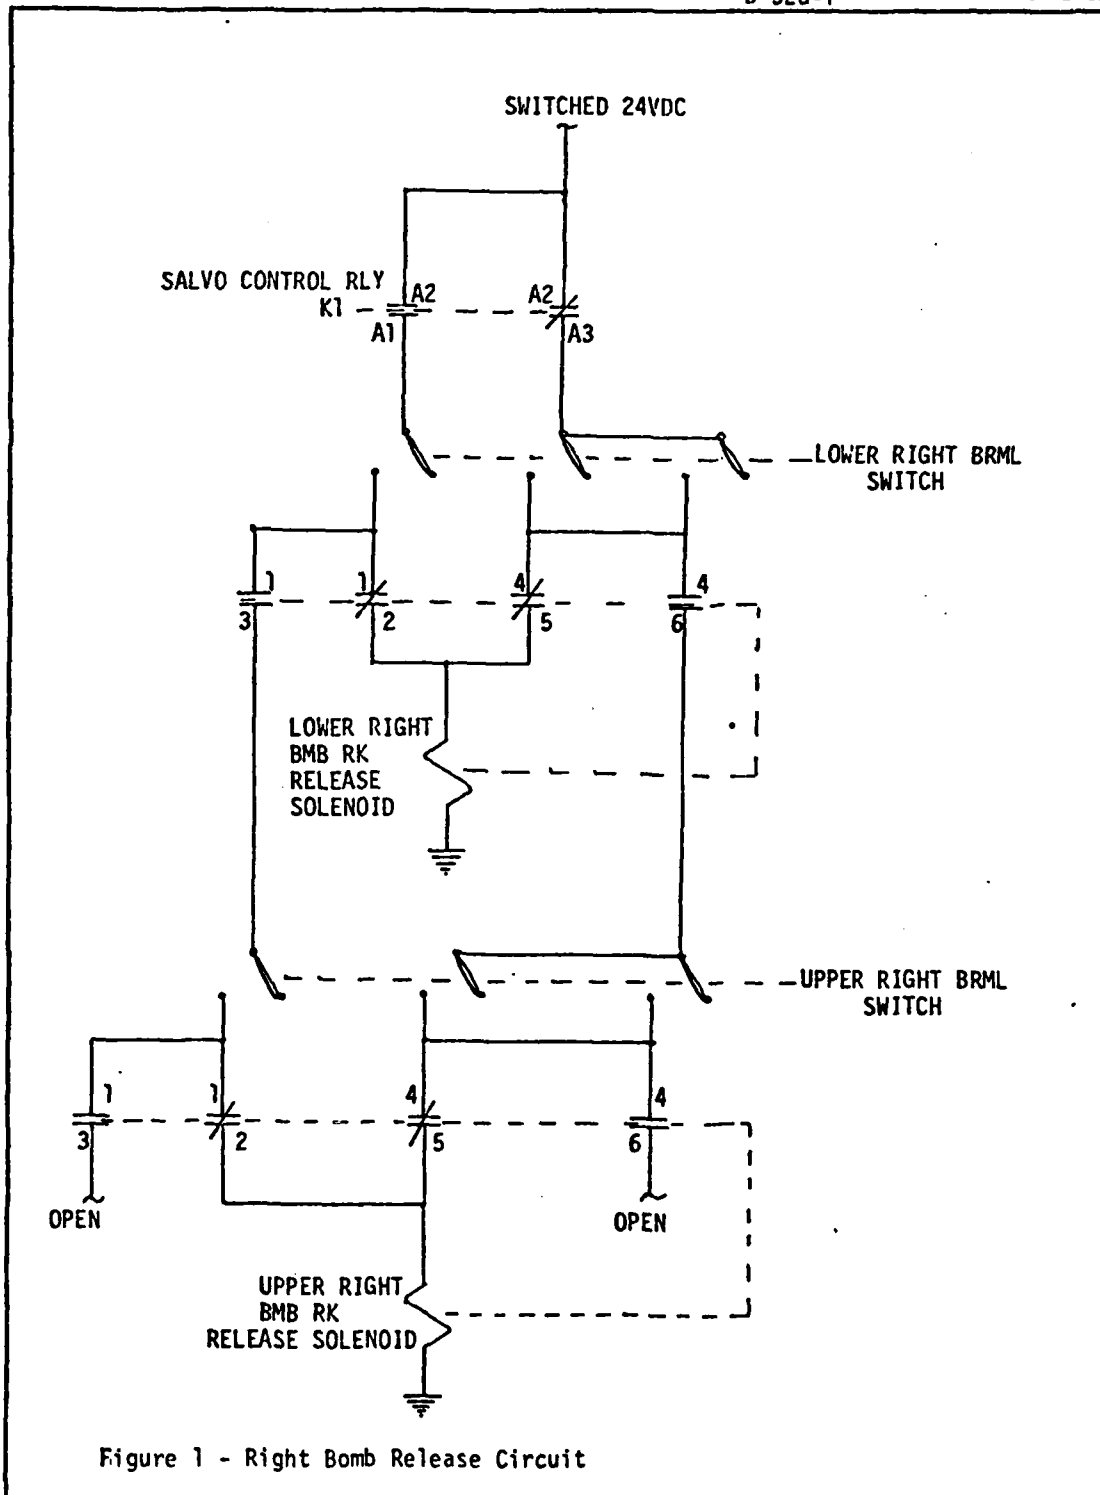 SWITCHED 24VDC
SALVO CONTROL RLY
K1
A2
A2
A1
A3
LOWER RIGHT BRML
SWITCH
1
1
4
4
3
2
5
6
LOWER RIGHT
BMB RK
RELEASE
SOLENOID
UPPER RIGHT BRML
SWITCH
1
1
4
4
3
2
5
6
OPEN
OPEN
UPPER RIGHT
BMB RK
RELEASE SOLENOID
Figure 1 - Right Bomb Release Circuit